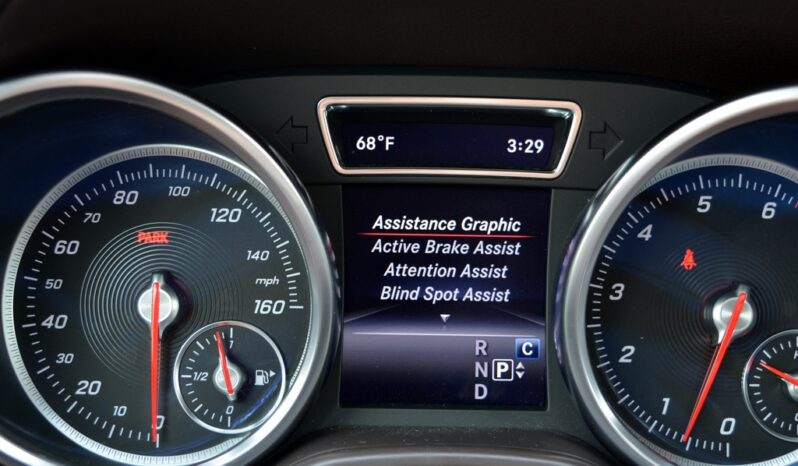 68°F 3:29
Assistance Graphic
Active Brake Assist
Attention Assist
Blind Spot Assist
R C
N P
D
PARK
0
10
20
30
40
50
60
70
80
100
120
140
160
mph
1
1/2
0
0
1
2
3
4
5
6